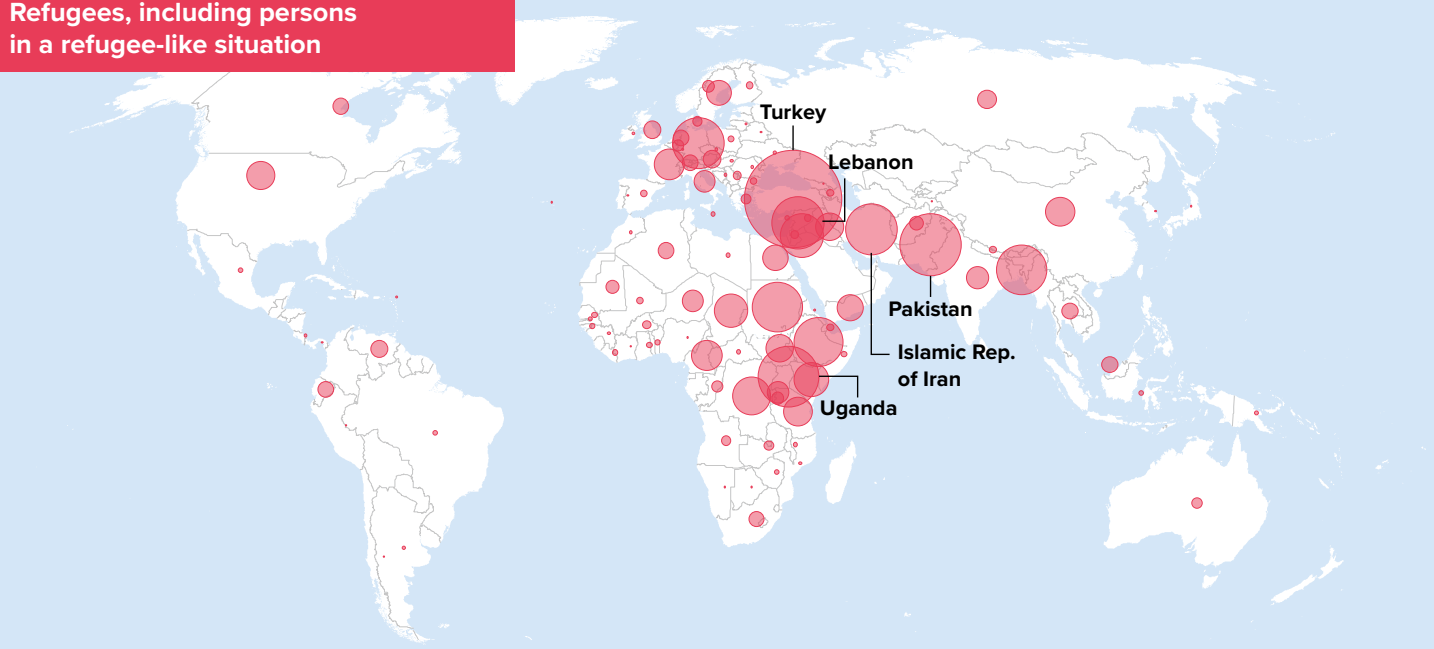 Refugees, including persons
in a refugee-like situation
Turkey
Lebanon
Pakistan
Islamic Rep.
of Iran
Uganda